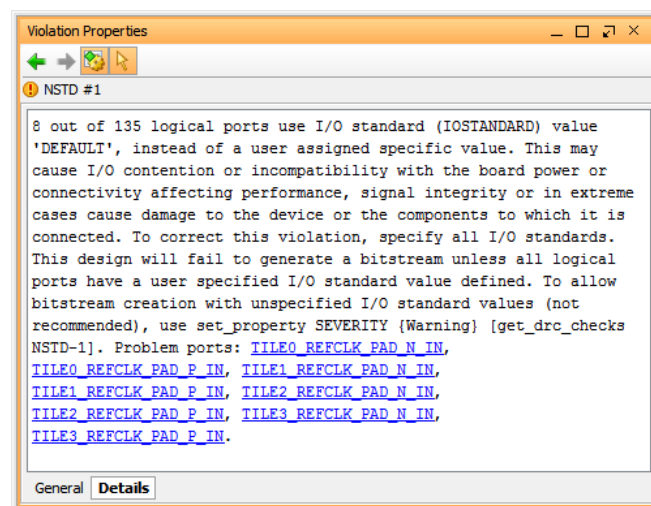 Violation Properties
NSTD #1
8 out of 135 logical ports use I/O standard (IOSTANDARD) value
'DEFAULT', instead of a user assigned specific value. This may
cause I/O contention or incompatibility with the board power or
connectivity affecting performance, signal integrity or in extreme
cases cause damage to the device or the components to which it is
connected. To correct this violation, specify all I/O standards.
This design will fail to generate a bitstream unless all logical
ports have a user specified I/O standard value defined. To allow
bitstream creation with unspecified I/O standard values (not
recommended), use set_property SEVERITY {Warning} [get_drc_checks
NSTD-1]. Problem ports: TILE0_REFCLK_PAD_N_IN,
TILE0_REFCLK_PAD_P_IN, TILE1_REFCLK_PAD_N_IN,
TILE1_REFCLK_PAD_P_IN, TILE2_REFCLK_PAD_N_IN,
TILE2_REFCLK_PAD_P_IN, TILE3_REFCLK_PAD_N_IN,
TILE3_REFCLK_PAD_P_IN.
General Details